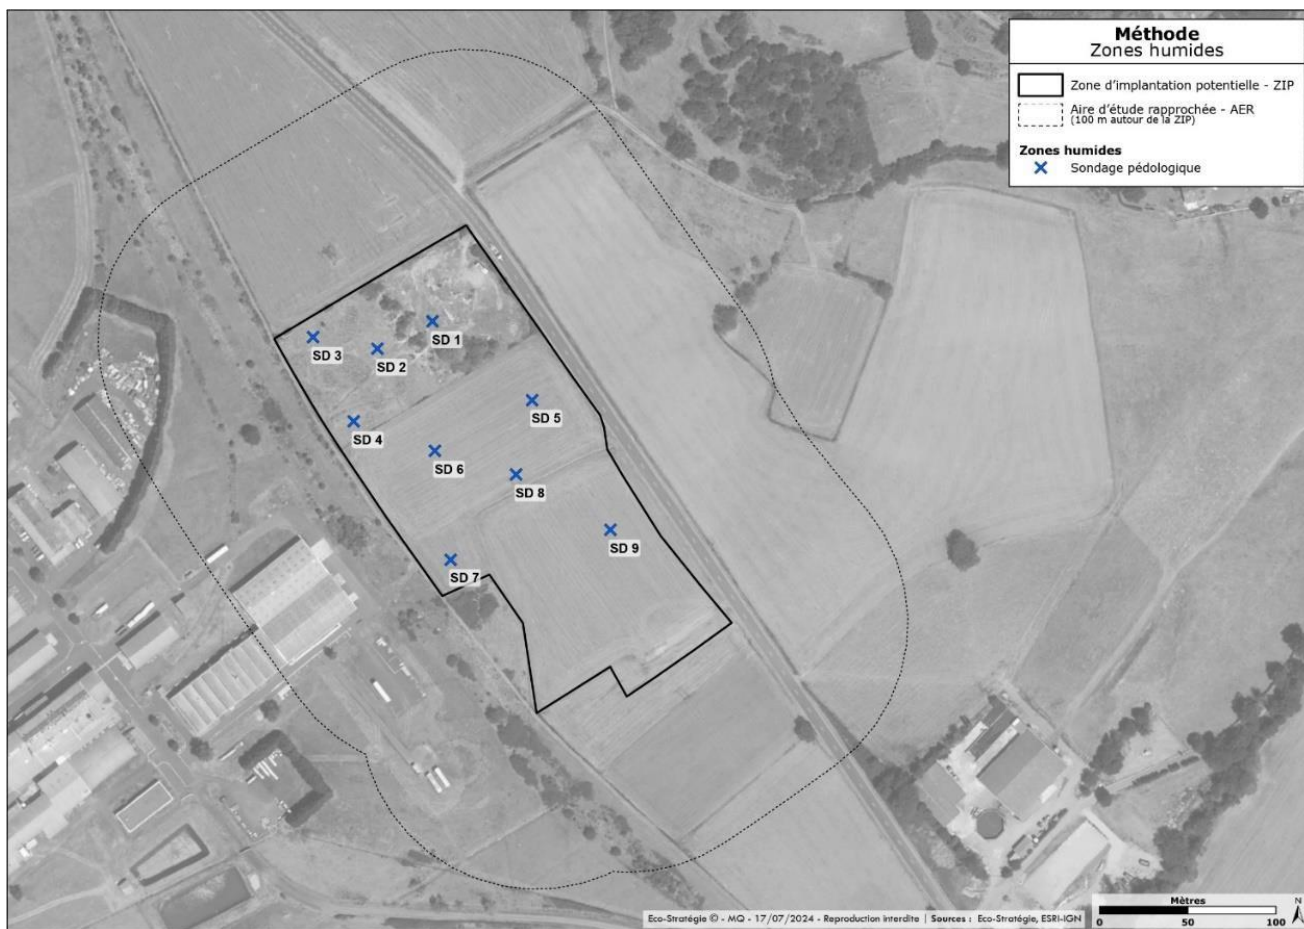 Méthode
Zones humides
Zone d'implantation potentielle - ZIP
Aire d'étude rapprochée - AER
(100 m autour de la ZIP)
Zones humides
Sondage pédologique
SD 1
SD 3
SD 2
SD 5
SD 4
SD 6
SD 8
SD 9
SD 7
Mètres
N
0 50 100
Eco-Stratégie © - MQ - 17/07/2024 - Reproduction interdite | Sources : Eco-Stratégie, ESRI-IGN